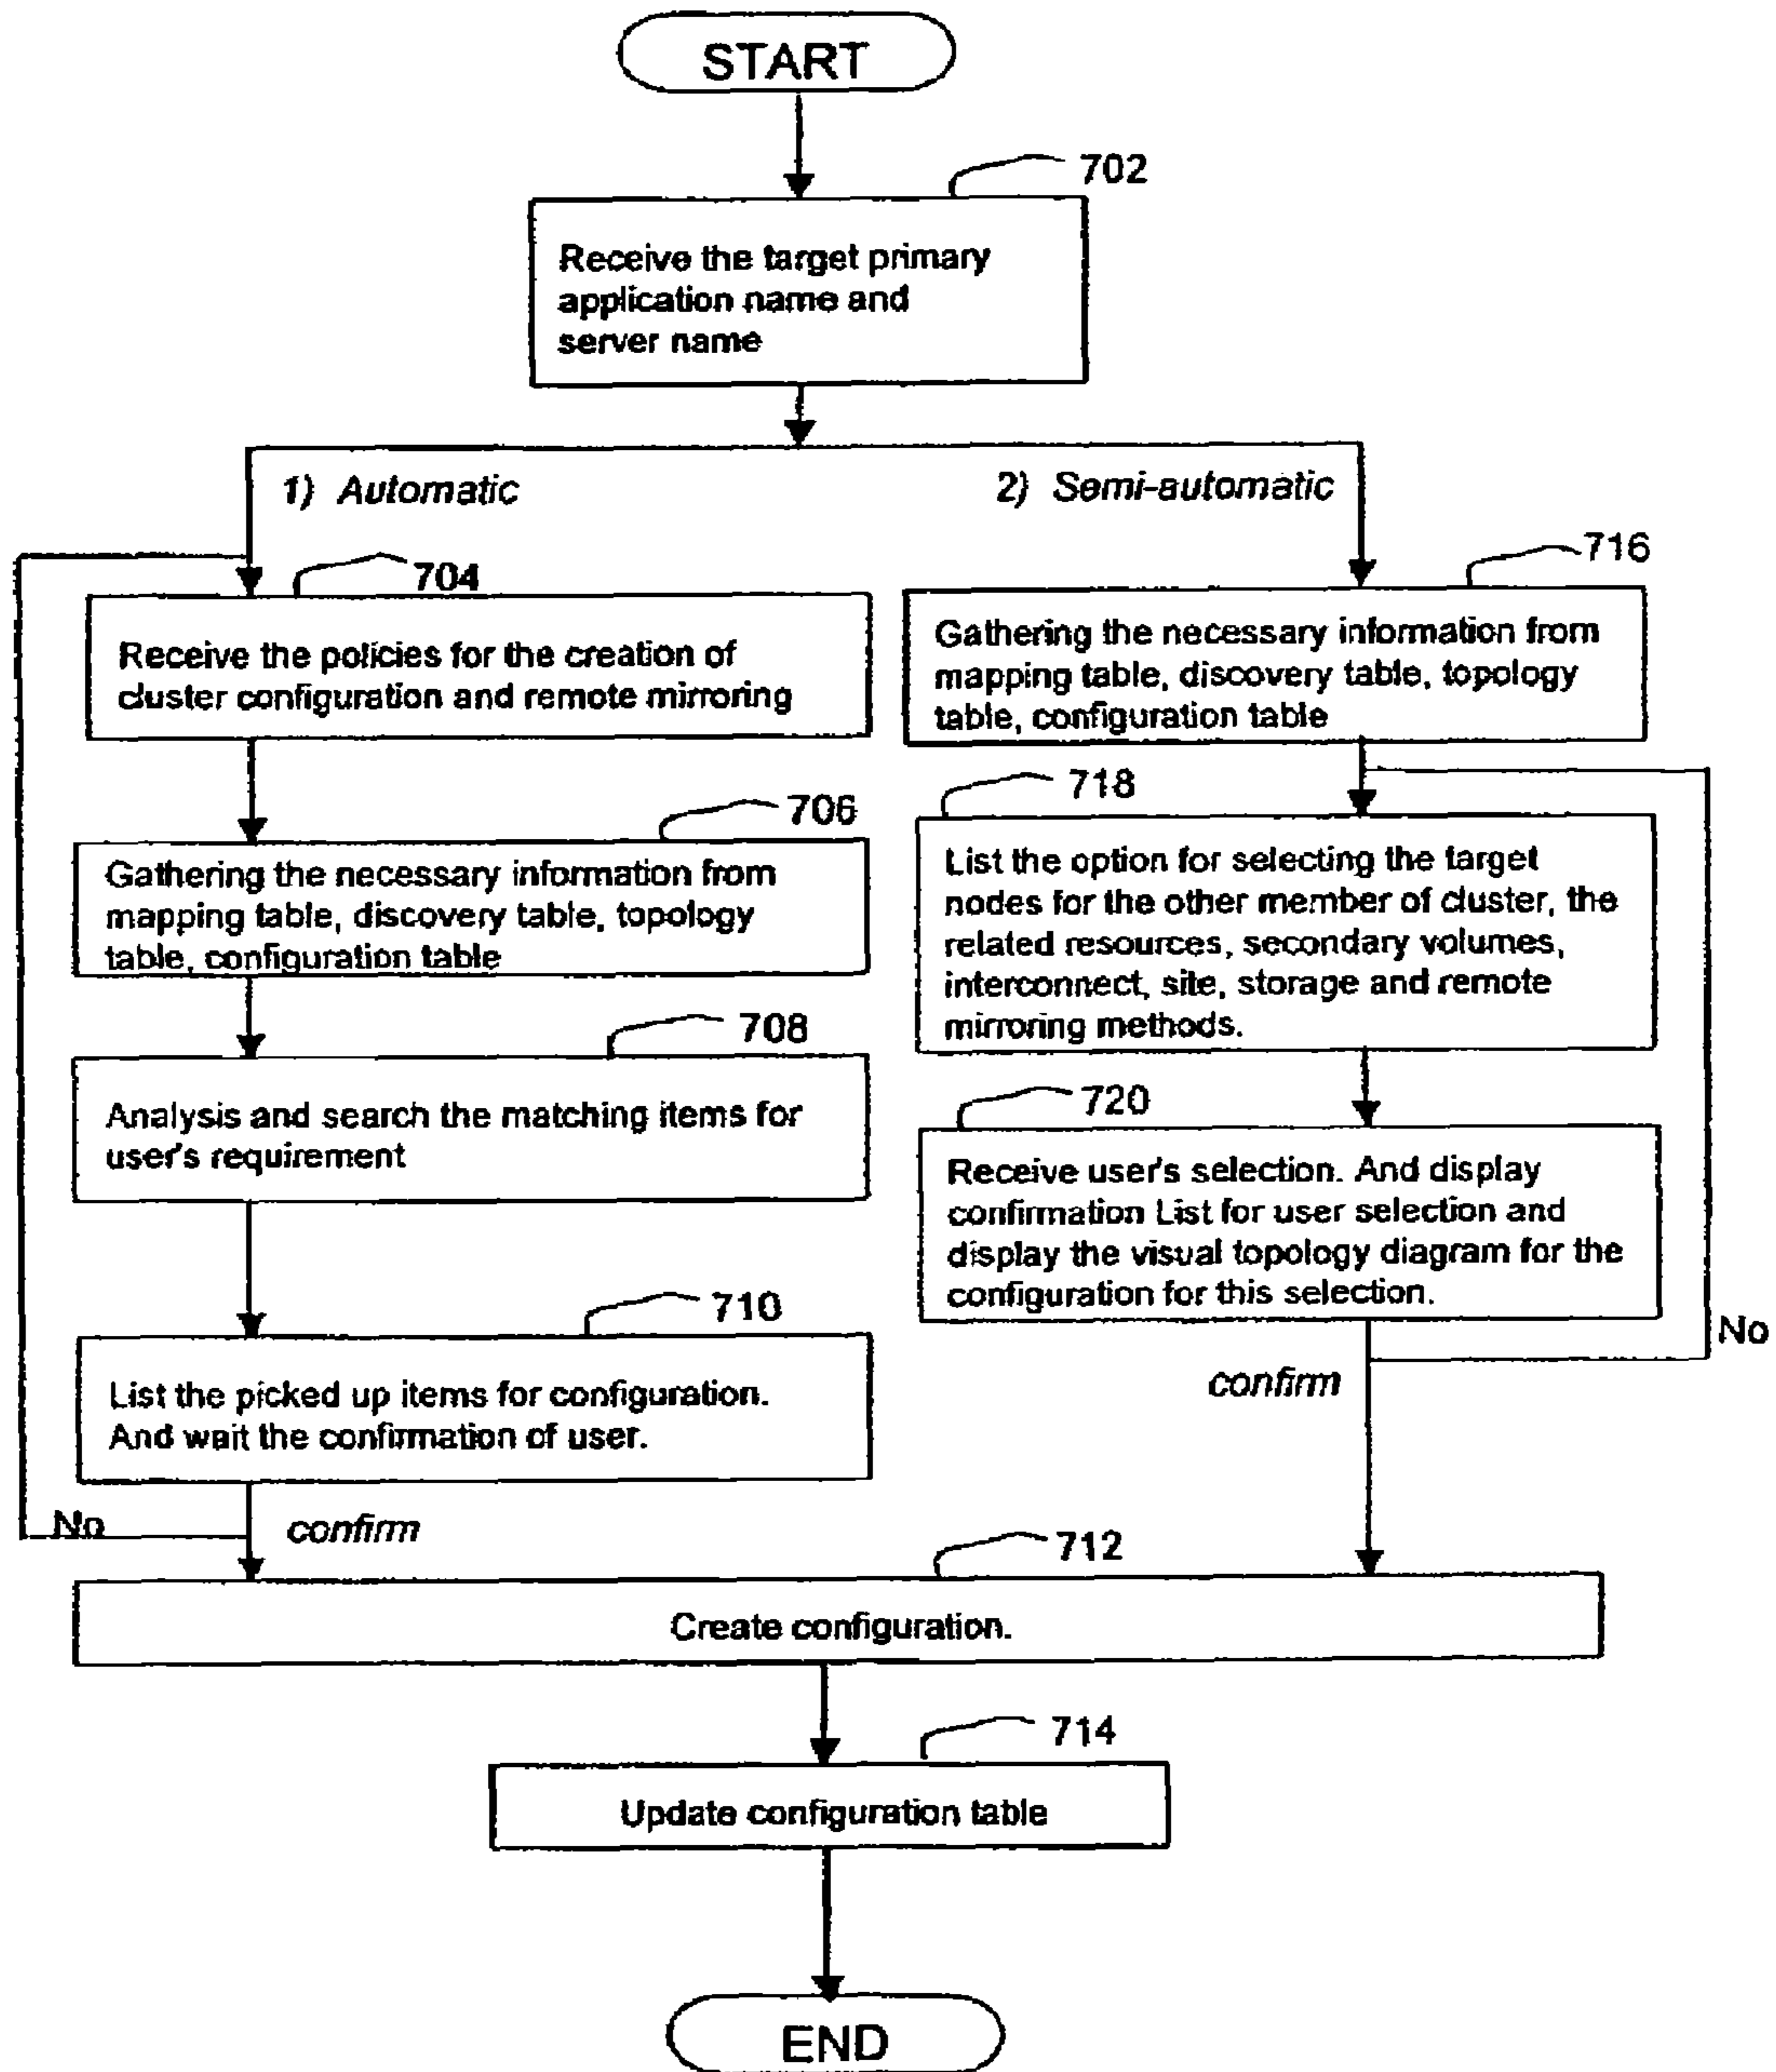 START
702
Receive the target primary
application name and
server name
1) Automatic
2) Semi-automatic
704
Receive the policies for the creation of
cluster configuration and remote mirroring
706
Gathering the necessary information from
mapping table, discovery table, topology
table, configuration table
708
Analysis and search the matching items for
user's requirement
710
List the picked up items for configuration.
And wait the confirmation of user.
No
confirm
716
Gathering the necessary information from
mapping table, discovery table, topology
table, configuration table
718
List the option for selecting the target
nodes for the other member of cluster, the
related resources, secondary volumes,
interconnect, site, storage and remote
mirroring methods.
720
Receive user's selection. And display
confirmation List for user selection and
display the visual topology diagram for the
configuration for this selection.
No
confirm
712
Create configuration.
714
Update configuration table
END